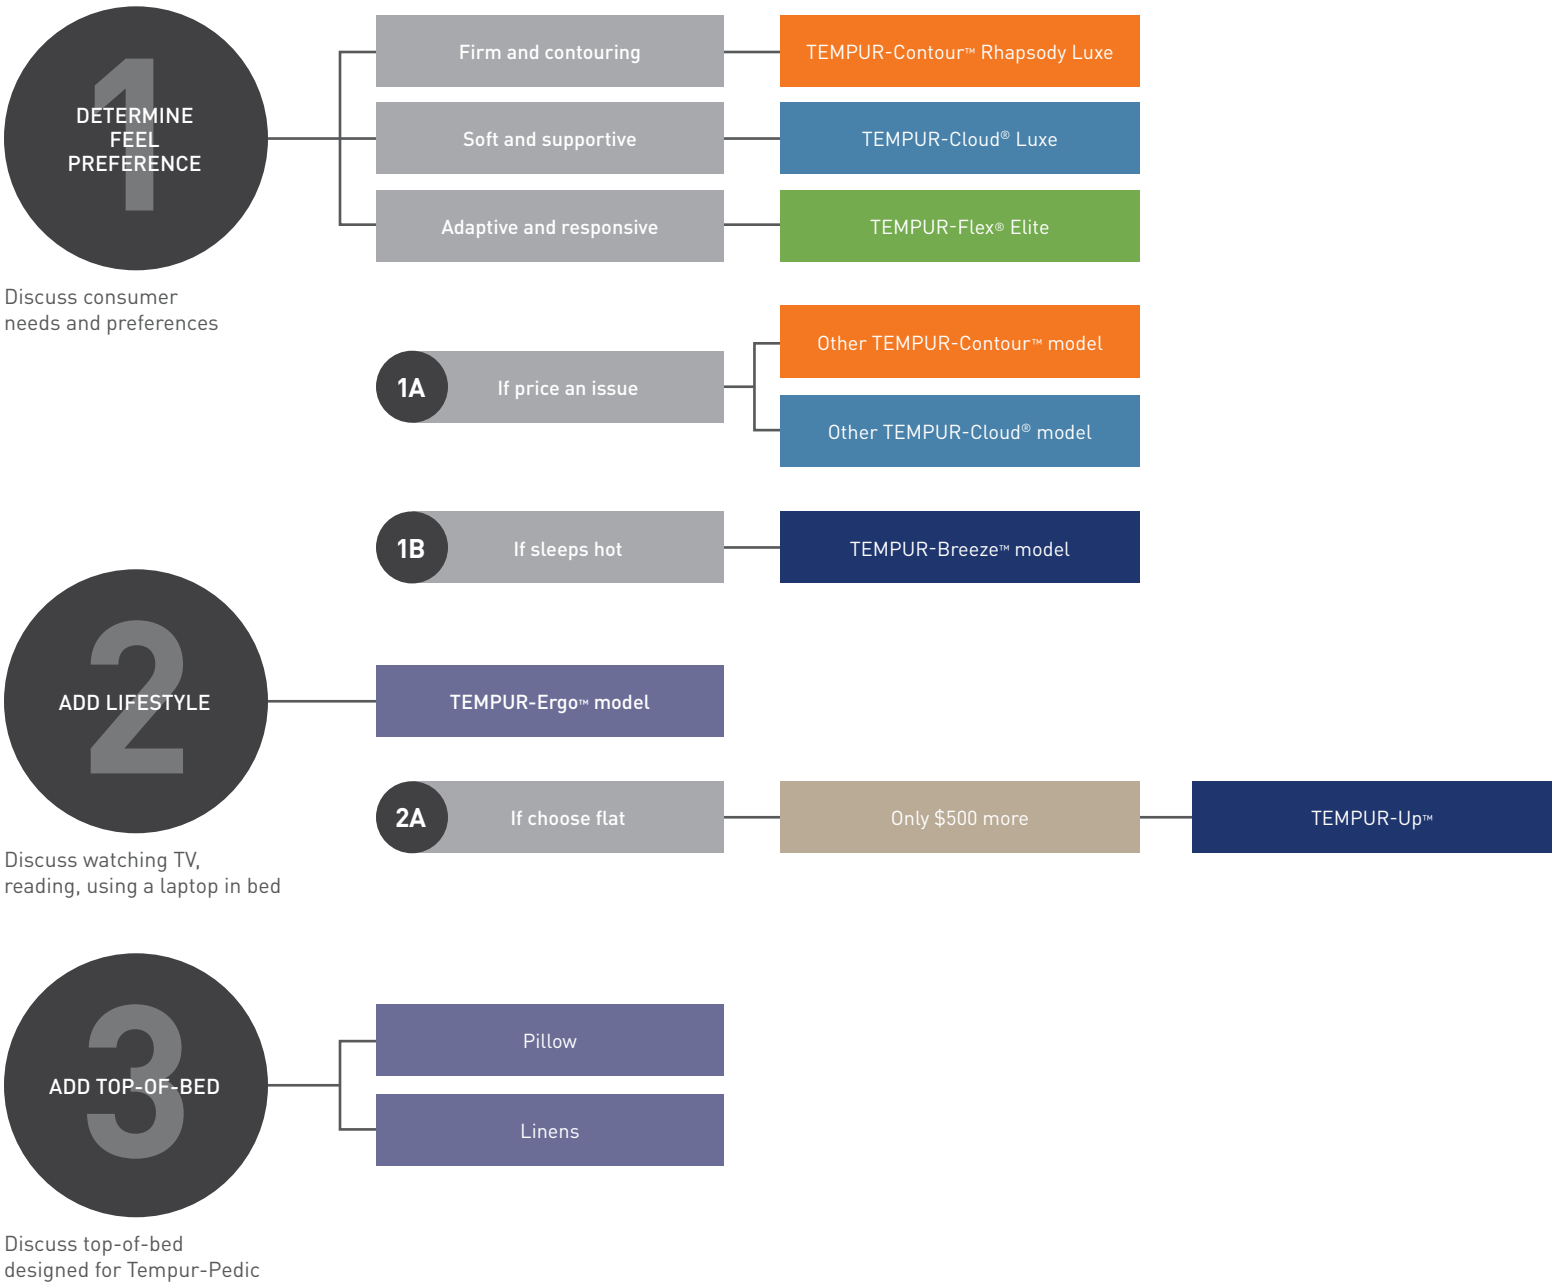 1
DETERMINE
FEEL
PREFERENCE
Discuss consumer
needs and preferences
Firm and contouring
TEMPUR-Contour™ Rhapsody Luxe
Soft and supportive
TEMPUR-Cloud® Luxe
Adaptive and responsive
TEMPUR-Flex® Elite
1A
If price an issue
Other TEMPUR-Contour™ model
Other TEMPUR-Cloud® model
1B
If sleeps hot
TEMPUR-Breeze™ model
2
ADD LIFESTYLE
Discuss watching TV,
reading, using a laptop in bed
TEMPUR-Ergo™ model
2A
If choose flat
Only $500 more
TEMPUR-Up™
3
ADD TOP-OF-BED
Discuss top-of-bed
designed for Tempur-Pedic
Pillow
Linens